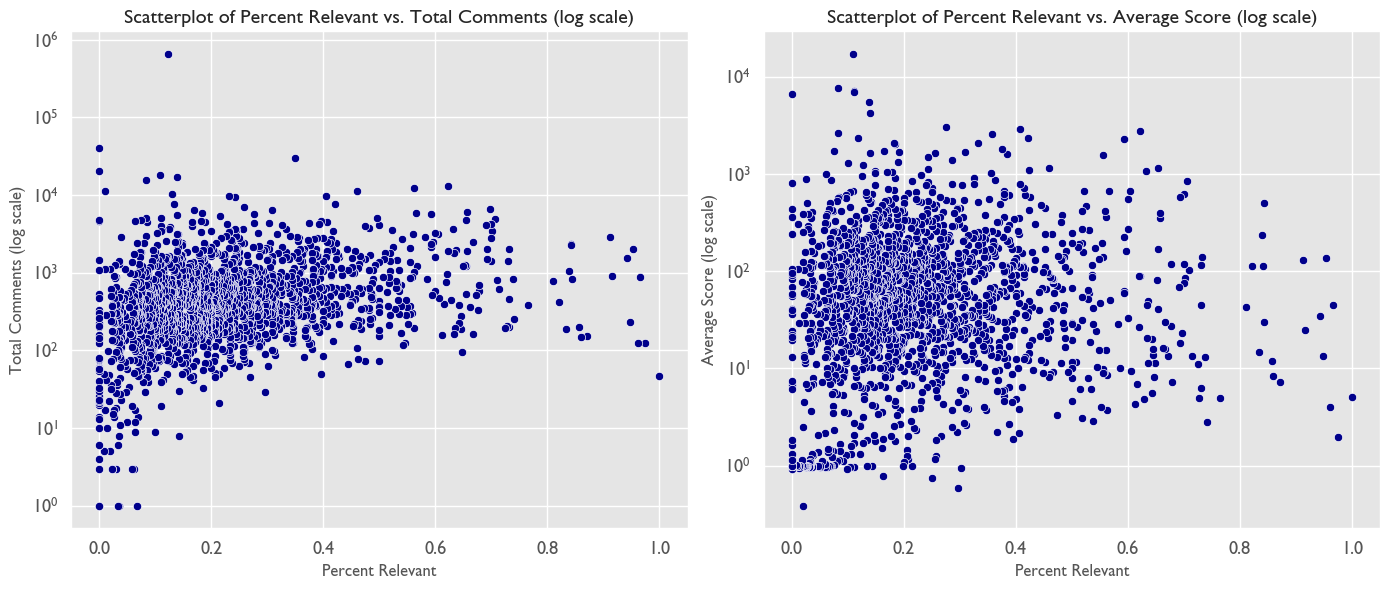 Scatterplot of Percent Relevant vs. Total Comments (log scale)
Total Comments (log scale)
10⁶
10⁵
10⁴
10³
10²
10¹
10⁰
0.0 0.2 0.4 0.6 0.8 1.0
Percent Relevant
Scatterplot of Percent Relevant vs. Average Score (log scale)
Average Score (log scale)
10⁴
10³
10²
10¹
10⁰
0.0 0.2 0.4 0.6 0.8 1.0
Percent Relevant